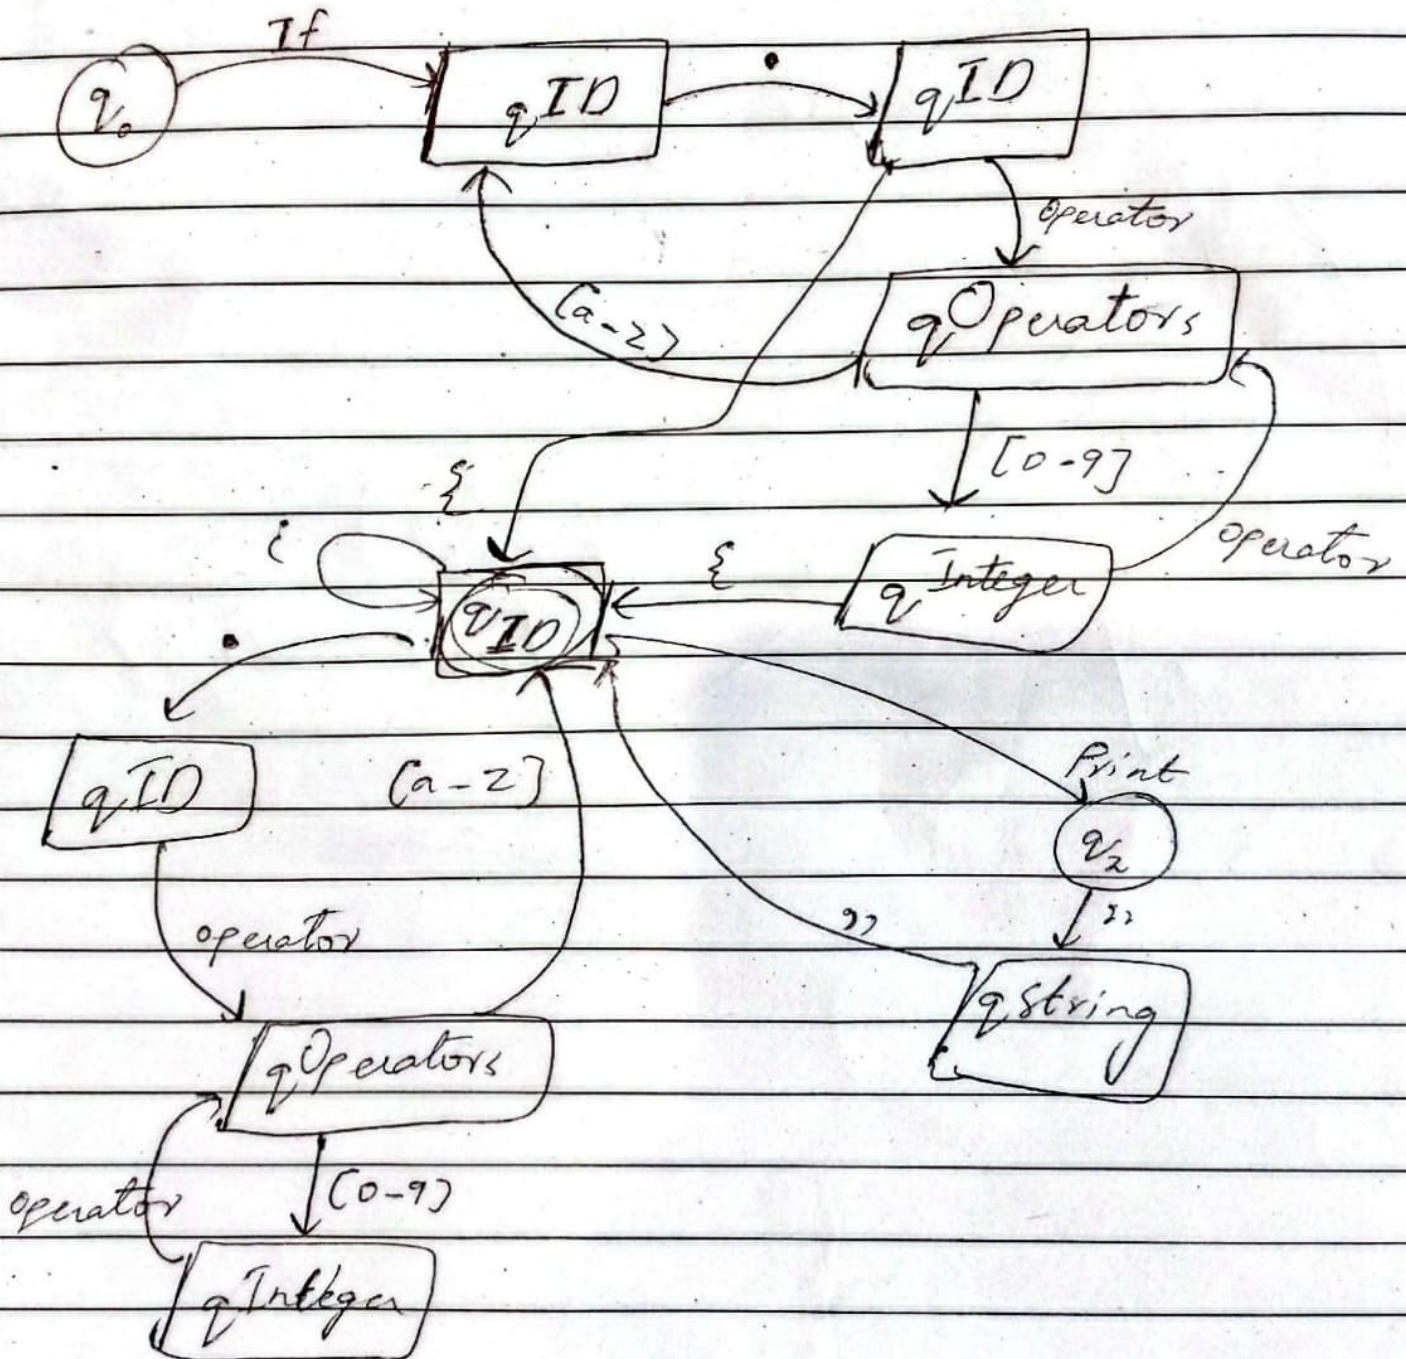 If
q₀
qID
•
qID
Operator
[a-z]
qOperators
[0-9]
{
{
{
operator
qInteger
qID
•
qID
[a-z]
Print
q₂
operator
"
"
qString
qOperators
operator
[0-9]
qInteger